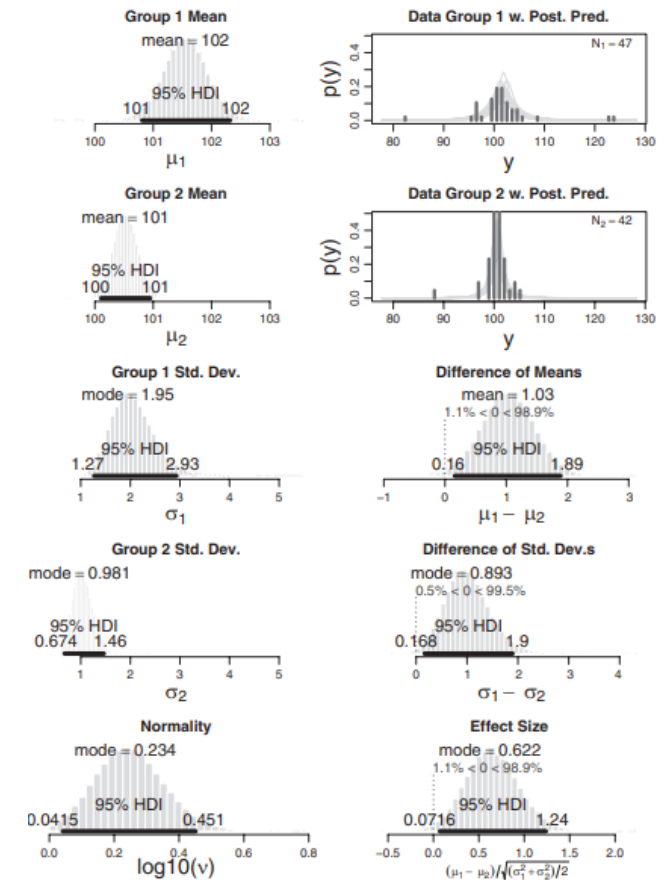 Group 1 Mean
mean = 102
95% HDI
101 102
100 101 102 103
μ1
Data Group 1 w. Post. Pred.
N1 = 47
p(y)
0.0 0.2 0.4
80 90 100 110 120 130
y
Group 2 Mean
mean = 101
95% HDI
100 101
100 101 102 103
μ2
Data Group 2 w. Post. Pred.
N2 = 42
p(y)
0.0 0.2 0.4
80 90 100 110 120 130
y
Group 1 Std. Dev.
mode = 1.95
95% HDI
1.27 2.93
1 2 3 4 5
σ1
Difference of Means
mean = 1.03
1.1% < 0 < 98.9%
95% HDI
0.16 1.89
−1 0 1 2 3
μ1 − μ2
Group 2 Std. Dev.
mode = 0.981
95% HDI
0.674 1.46
1 2 3 4 5
σ2
Difference of Std. Dev.s
mode = 0.893
0.5% < 0 < 99.5%
95% HDI
0.168 1.9
0 1 2 3 4
σ1 − σ2
Normality
mode = 0.234
95% HDI
0.0415 0.451
0.0 0.2 0.4 0.6 0.8
log10(ν)
Effect Size
mode = 0.622
1.1% < 0 < 98.9%
95% HDI
0.0716 1.24
−0.5 0.0 0.5 1.0 1.5 2.0
(μ1 − μ2)/√(σ1² + σ2²)/2